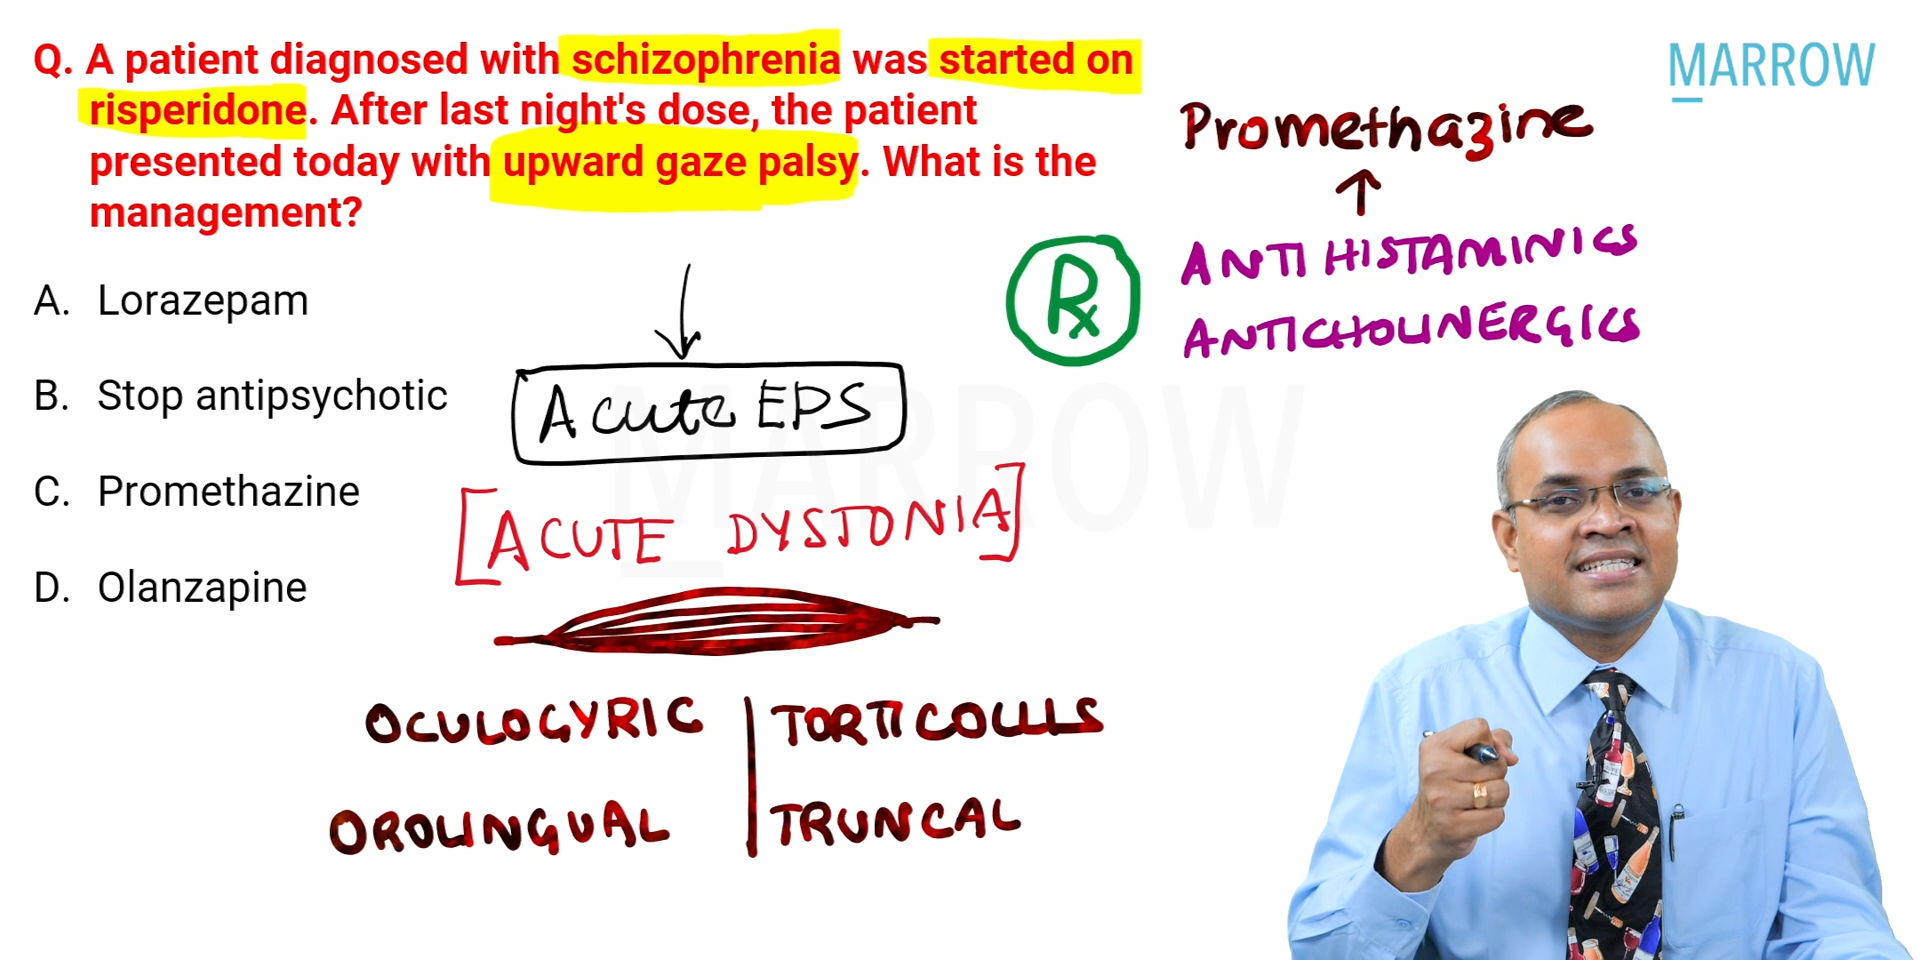 Q. A patient diagnosed with schizophrenia was started on
risperidone. After last night's dose, the patient
presented today with upward gaze palsy. What is the
management?
A. Lorazepam
B. Stop antipsychotic
C. Promethazine
D. Olanzapine
Acute EPS
[ACUTE DYSTONIA]
OCULOGYRIC | TORTICOLLIS
OROLINGUAL | TRUNCAL
MARROW
Promethazine
↑
Rx
ANTIHISTAMINICS
ANTICHOLINERGICS
MARROW